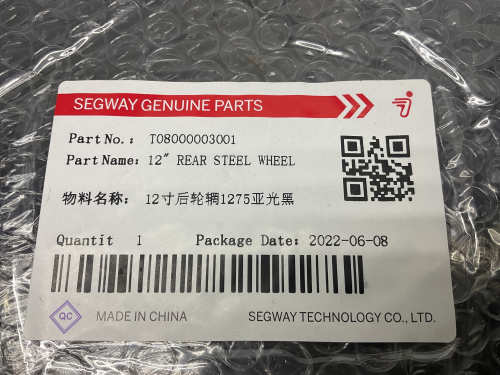 SEGWAY GENUINE PARTS
Part No.: T08000003001
Part Name: 12" REAR STEEL WHEEL
物料名称: 12寸后轮辋1275亚光黑
Quantit 1 Package Date: 2022-06-08
QC MADE IN CHINA SEGWAY TECHNOLOGY CO., LTD.